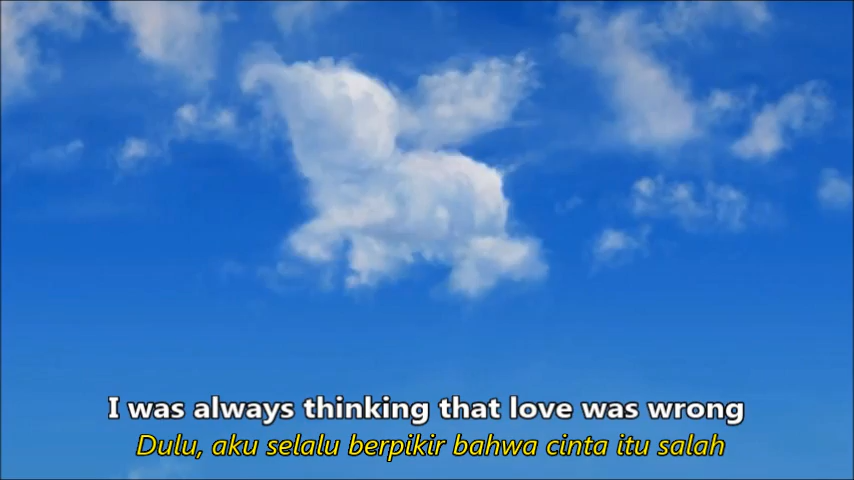 I was always thinking that love was wrong
Dulu, aku selalu berpikir bahwa cinta itu salah